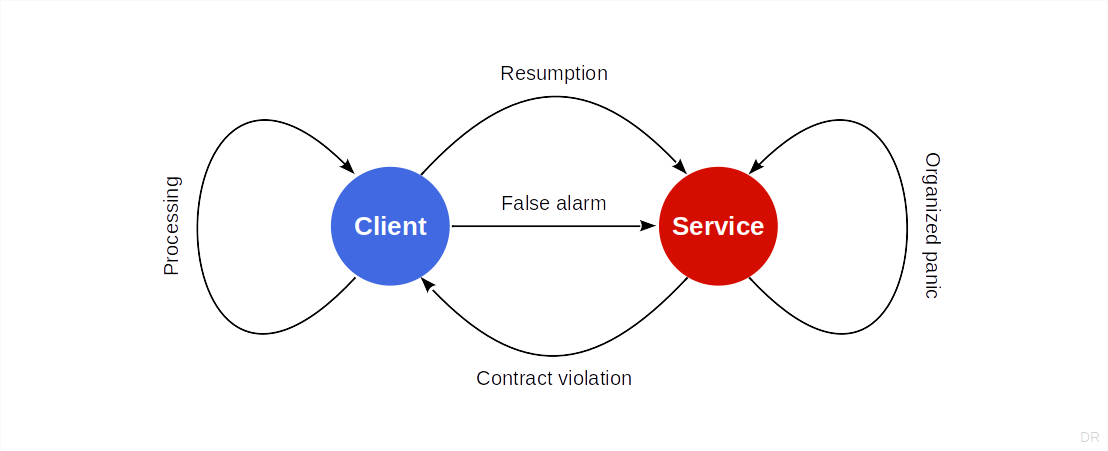 Resumption
Processing
Client
False alarm
Service
Organized panic
Contract violation
DR